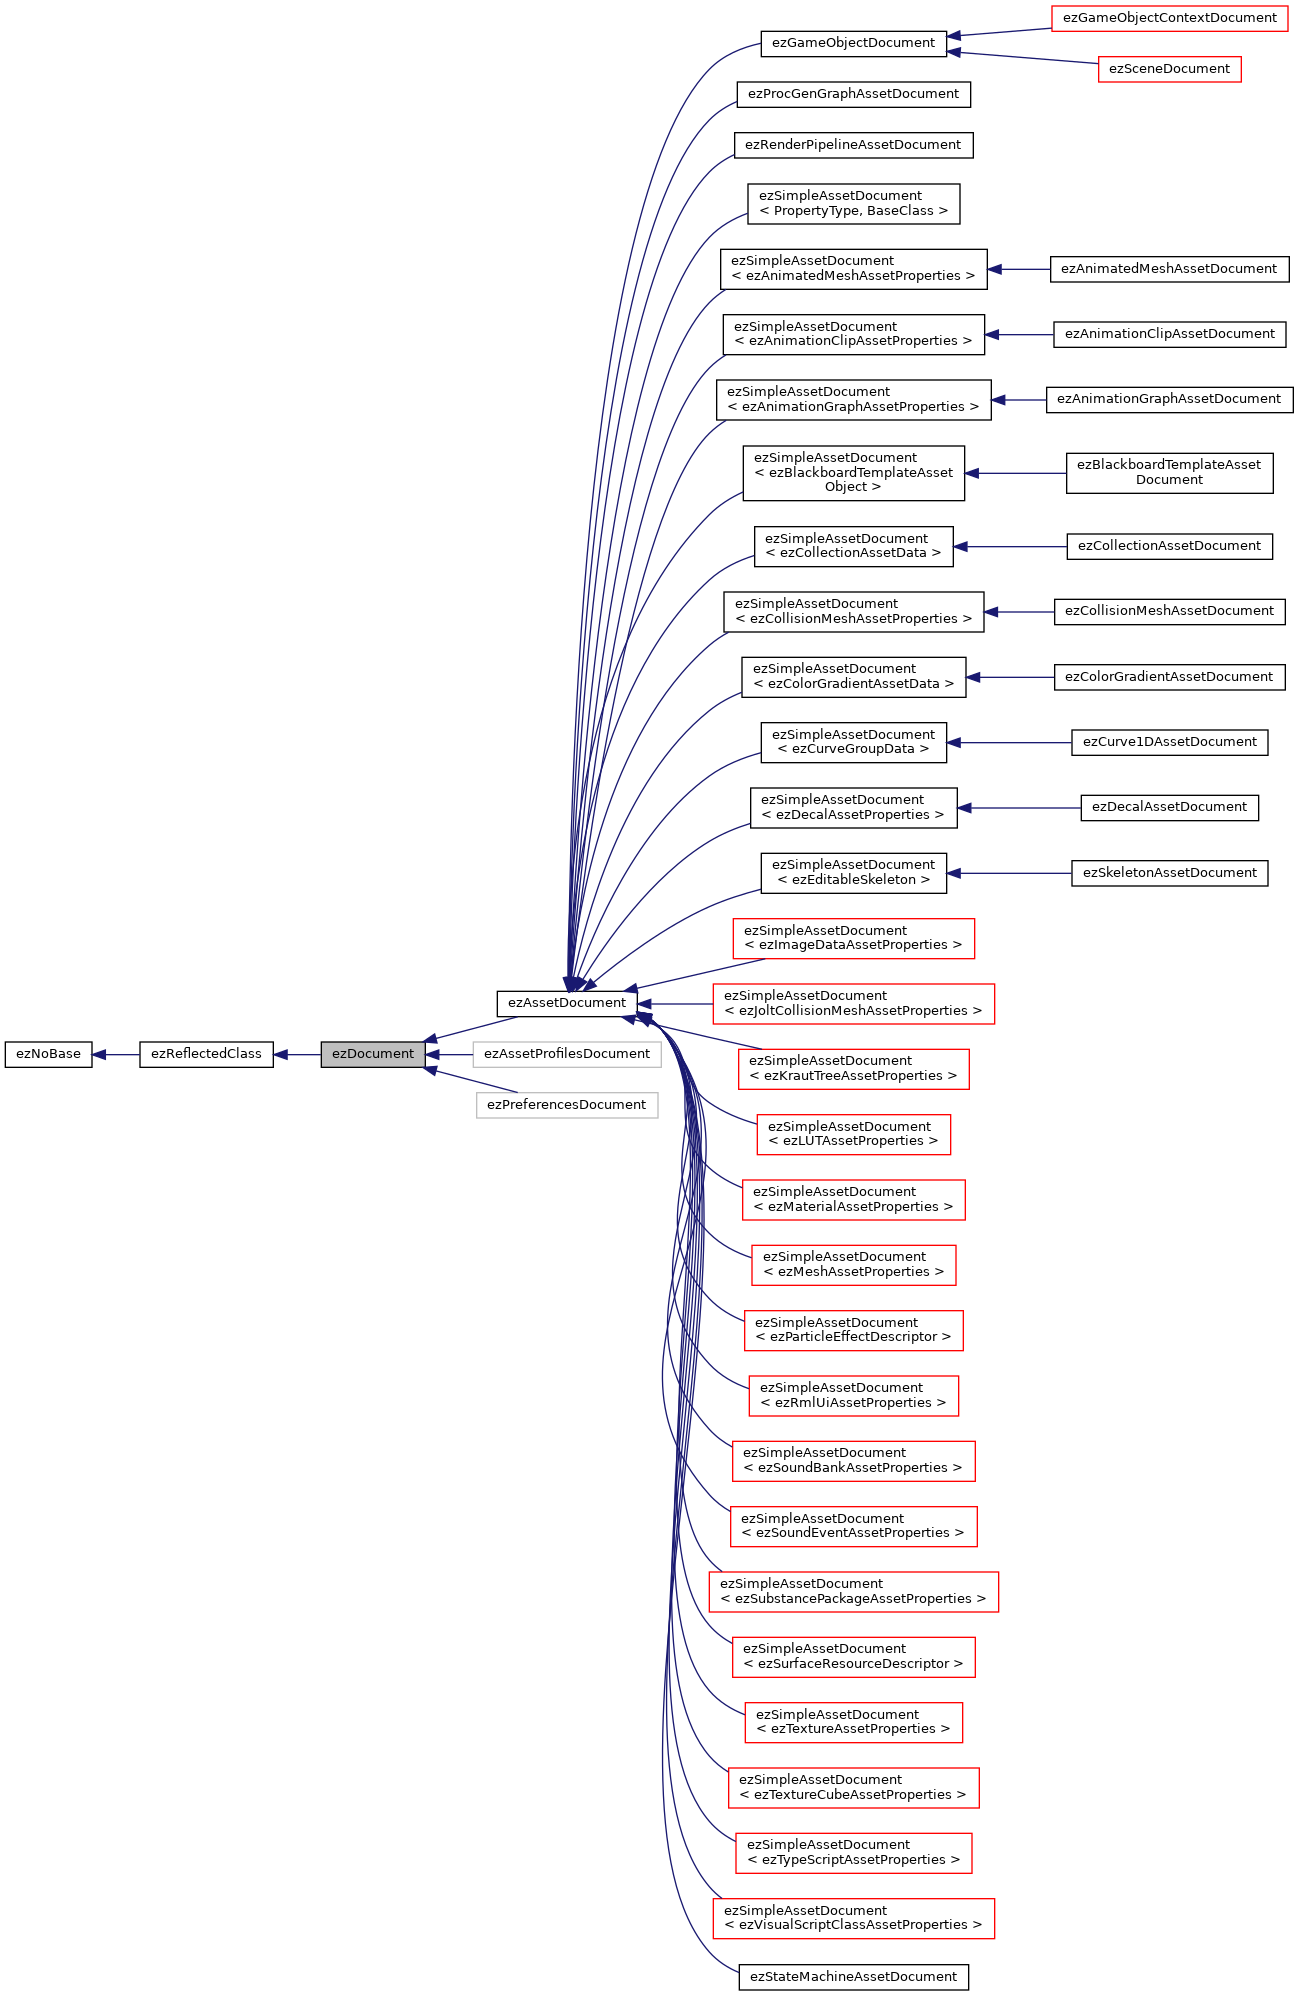 ezNoBase
ezReflectedClass
ezDocument
ezAssetDocument
ezAssetProfilesDocument
ezPreferencesDocument
ezGameObjectDocument
ezGameObjectContextDocument
ezSceneDocument
ezProcGenGraphAssetDocument
ezRenderPipelineAssetDocument
ezSimpleAssetDocument
< PropertyType, BaseClass >
ezSimpleAssetDocument
< ezAnimatedMeshAssetProperties >
ezAnimatedMeshAssetDocument
ezSimpleAssetDocument
< ezAnimationClipAssetProperties >
ezAnimationClipAssetDocument
ezSimpleAssetDocument
< ezAnimationGraphAssetProperties >
ezAnimationGraphAssetDocument
ezSimpleAssetDocument
< ezBlackboardTemplateAsset
Object >
ezBlackboardTemplateAsset
Document
ezSimpleAssetDocument
< ezCollectionAssetData >
ezCollectionAssetDocument
ezSimpleAssetDocument
< ezCollisionMeshAssetProperties >
ezCollisionMeshAssetDocument
ezSimpleAssetDocument
< ezColorGradientAssetData >
ezColorGradientAssetDocument
ezSimpleAssetDocument
< ezCurveGroupData >
ezCurve1DAssetDocument
ezSimpleAssetDocument
< ezDecalAssetProperties >
ezDecalAssetDocument
ezSimpleAssetDocument
< ezEditableSkeleton >
ezSkeletonAssetDocument
ezSimpleAssetDocument
< ezImageDataAssetProperties >
ezSimpleAssetDocument
< ezJoltCollisionMeshAssetProperties >
ezSimpleAssetDocument
< ezKrautTreeAssetProperties >
ezSimpleAssetDocument
< ezLUTAssetProperties >
ezSimpleAssetDocument
< ezMaterialAssetProperties >
ezSimpleAssetDocument
< ezMeshAssetProperties >
ezSimpleAssetDocument
< ezParticleEffectDescriptor >
ezSimpleAssetDocument
< ezRmlUiAssetProperties >
ezSimpleAssetDocument
< ezSoundBankAssetProperties >
ezSimpleAssetDocument
< ezSoundEventAssetProperties >
ezSimpleAssetDocument
< ezSubstancePackageAssetProperties >
ezSimpleAssetDocument
< ezSurfaceResourceDescriptor >
ezSimpleAssetDocument
< ezTextureAssetProperties >
ezSimpleAssetDocument
< ezTextureCubeAssetProperties >
ezSimpleAssetDocument
< ezTypeScriptAssetProperties >
ezSimpleAssetDocument
< ezVisualScriptClassAssetProperties >
ezStateMachineAssetDocument